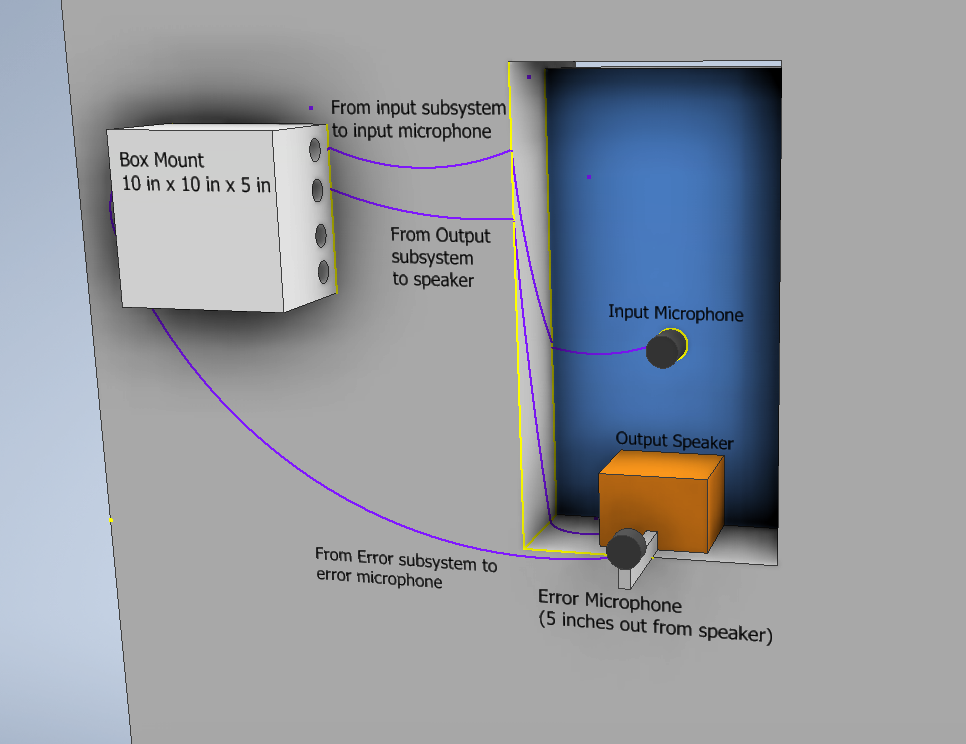 From input subsystem
to input microphone
Box Mount
10 in x 10 in x 5 in
From Output
subsystem
to speaker
Input Microphone
Output Speaker
From Error subsystem to
error microphone
Error Microphone
(5 inches out from speaker)